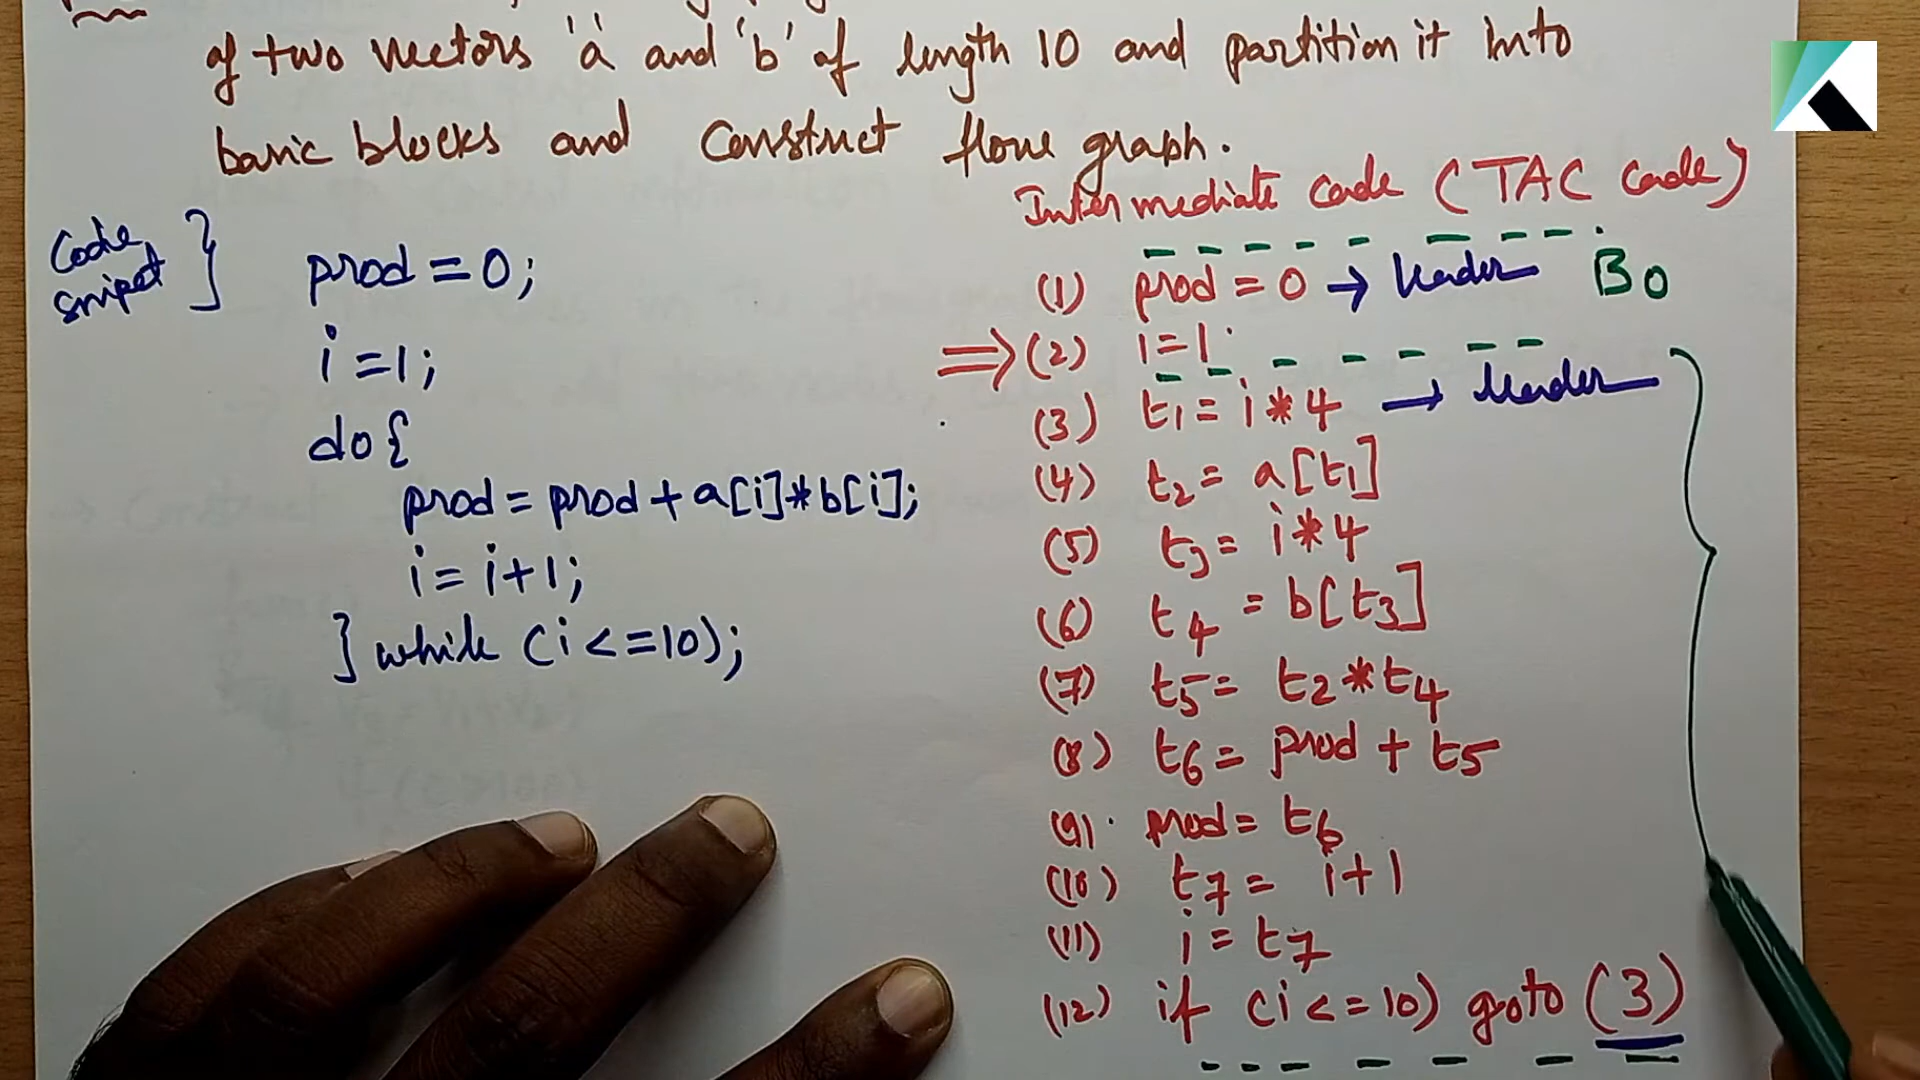 of two vectors 'a' and 'b' of length 10 and partition it into
basic blocks and construct flow graph.
Code
snipet
prod = 0;
i = 1;
do {
prod = prod + a[i] * b[i];
i = i + 1;
} while (i <= 10);
Intermediate code (TAC code)
(1) prod = 0 → leader B0
⇒ (2) i = 1
(3) t1 = i * 4 → leader
(4) t2 = a[t1]
(5) t3 = i * 4
(6) t4 = b[t3]
(7) t5 = t2 * t4
(8) t6 = prod + t5
(9) prod = t6
(10) t7 = i + 1
(11) i = t7
(12) if (i <= 10) goto (3)